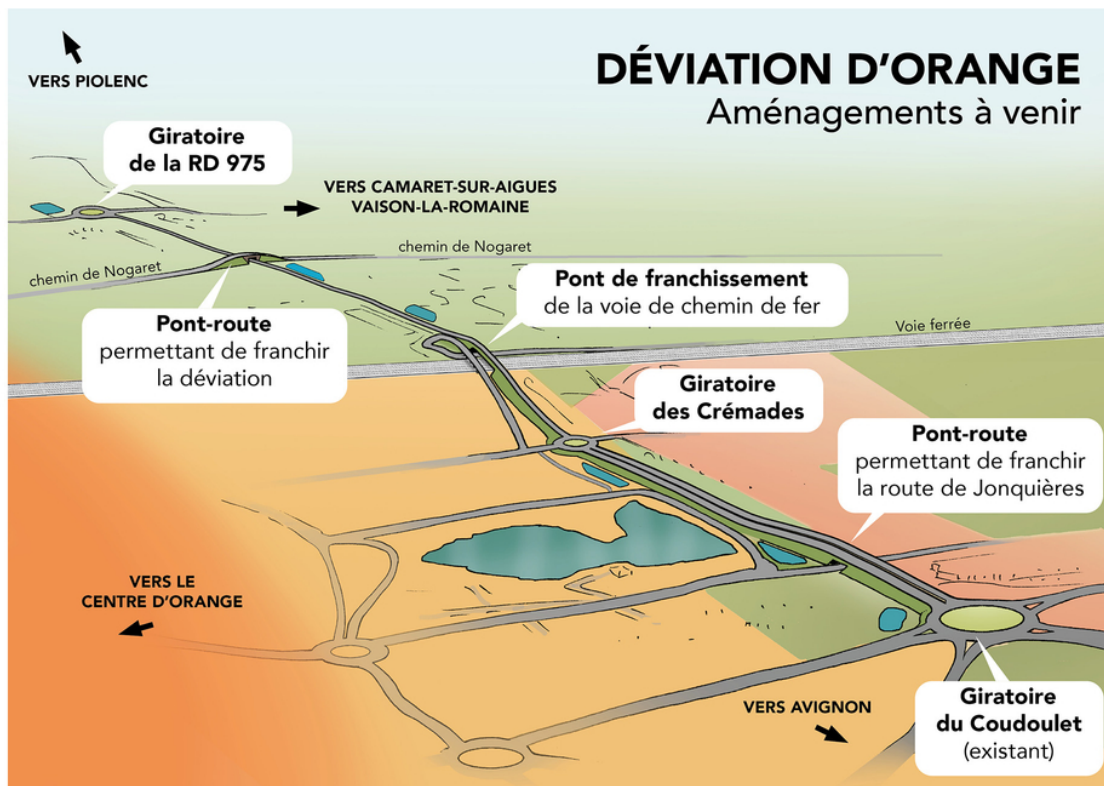 DÉVIATION D'ORANGE
Aménagements à venir
VERS PIOLENC
Giratoire
de la RD 975
VERS CAMARET-SUR-AIGUES
VAISON-LA-ROMAINE
chemin de Nogaret
chemin de Nogaret
Pont de franchissement
de la voie de chemin de fer
Pont-route
permettant de franchir
la déviation
Voie ferrée
Giratoire
des Crémades
Pont-route
permettant de franchir
la route de Jonquières
VERS LE
CENTRE D'ORANGE
VERS AVIGNON
Giratoire
du Coudoulet
(existant)